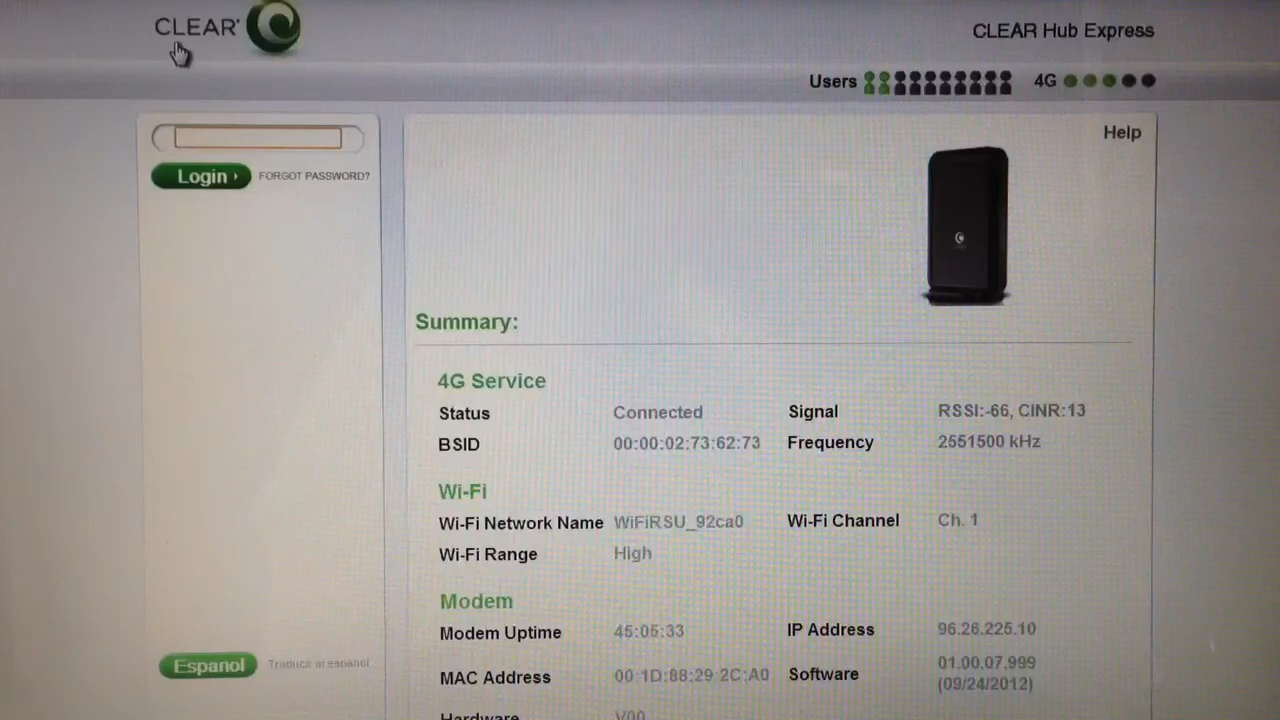 CLEAR
CLEAR Hub Express
Users
4G
Login
FORGOT PASSWORD?
Help
Summary:
4G Service
Status Connected Signal RSSI:-66, CINR:13
BSID 00:00:02:73:62:73 Frequency 2551500 kHz
Wi-Fi
Wi-Fi Network Name WiFiRSU_92ca0 Wi-Fi Channel Ch. 1
Wi-Fi Range High
Modem
Modem Uptime 45:05:33 IP Address 96.26.225.10
MAC Address 00:1D:88:29:2C:A0 Software 01.00.07.999
(09/24/2012)
Espanol Traducir al español
Hardware V00